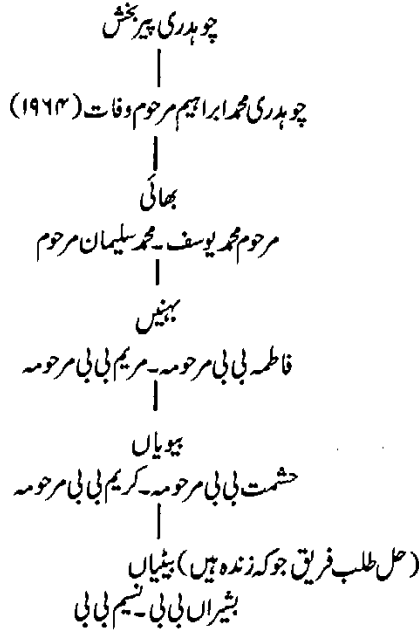 چوہدری پیر بخش
چوہدری محمد ابراہیم مرحوم وفات (۱۹۶۴)
بھائی
مرحوم محمد یوسف ۔ محمد سلیمان مرحوم
بہنیں
فاطمہ بی بی مرحومہ ۔ مریم بی بی مرحومہ
بیویاں
حشمت بی بی مرحومہ ۔ کریم بی بی مرحومہ
(حل طلب فریق جو کہ زندہ ہیں) بیٹیاں
بشیراں بی بی ۔ نسیم بی بی